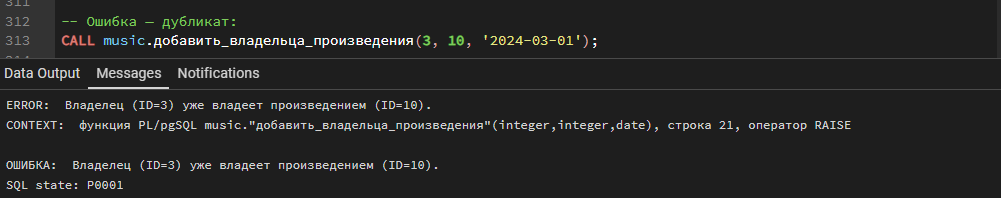 311
312 -- Ошибка — дубликат:
313 CALL music.добавить_владельца_произведения(3, 10, '2024-03-01');
Data Output Messages Notifications
ERROR:  Владелец (ID=3) уже владеет произведением (ID=10).
CONTEXT:  функция PL/pgSQL music."добавить_владельца_произведения"(integer,integer,date), строка 21, оператор RAISE
ОШИБКА:  Владелец (ID=3) уже владеет произведением (ID=10).
SQL state: P0001